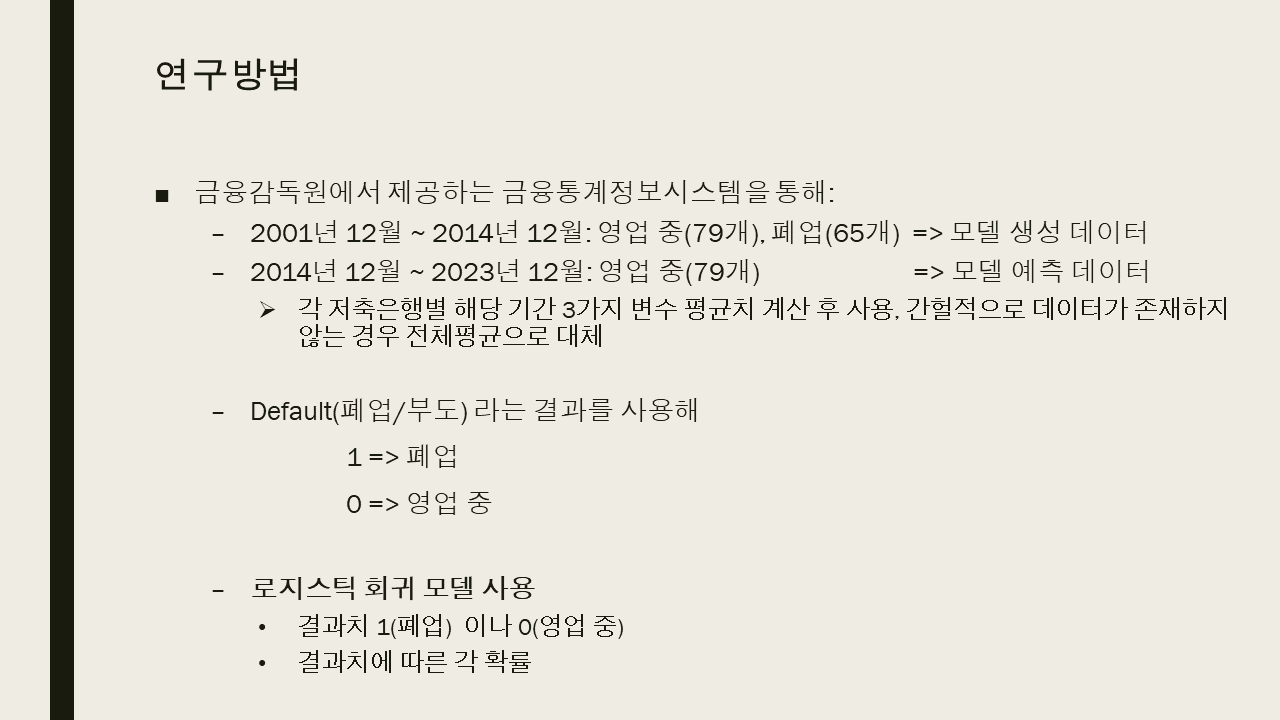 연구방법
■ 금융감독원에서 제공하는 금융통계정보시스템을 통해:
– 2001년 12월 ~ 2014년 12월: 영업 중(79개), 폐업(65개) => 모델 생성 데이터
– 2014년 12월 ~ 2023년 12월: 영업 중(79개) => 모델 예측 데이터
➢ 각 저축은행별 해당 기간 3가지 변수 평균치 계산 후 사용, 간헐적으로 데이터가 존재하지
않는 경우 전체평균으로 대체
– Default(폐업/부도) 라는 결과를 사용해
1 => 폐업
0 => 영업 중
– 로지스틱 회귀 모델 사용
• 결과치 1(폐업) 이나 0(영업 중)
• 결과치에 따른 각 확률